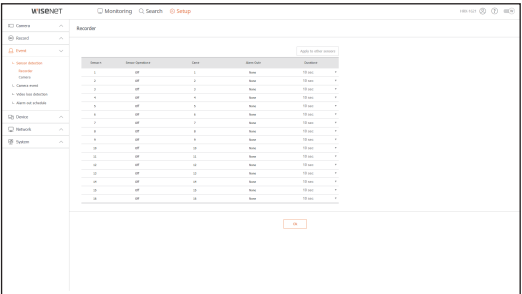 WISENET
Monitoring Search Setup
Camera
Record
Event
Sensor detection
Recorder
Camera
Camera event
Video loss detection
Alarm out schedule
Device
Network
System
Recorder
Apply to other sensors
Sensor Sensor Operation Camera Alarm Out Duration
1 Off 1 None 10 sec
2 Off 2 None 10 sec
3 Off 3 None 10 sec
4 Off 4 None 10 sec
5 Off 5 None 10 sec
6 Off 6 None 10 sec
7 Off 7 None 10 sec
8 Off 8 None 10 sec
9 Off 9 None 10 sec
10 Off 10 None 10 sec
11 Off 11 None 10 sec
12 Off 12 None 10 sec
13 Off 13 None 10 sec
14 Off 14 None 10 sec
15 Off 15 None 10 sec
16 Off 16 None 10 sec
OK